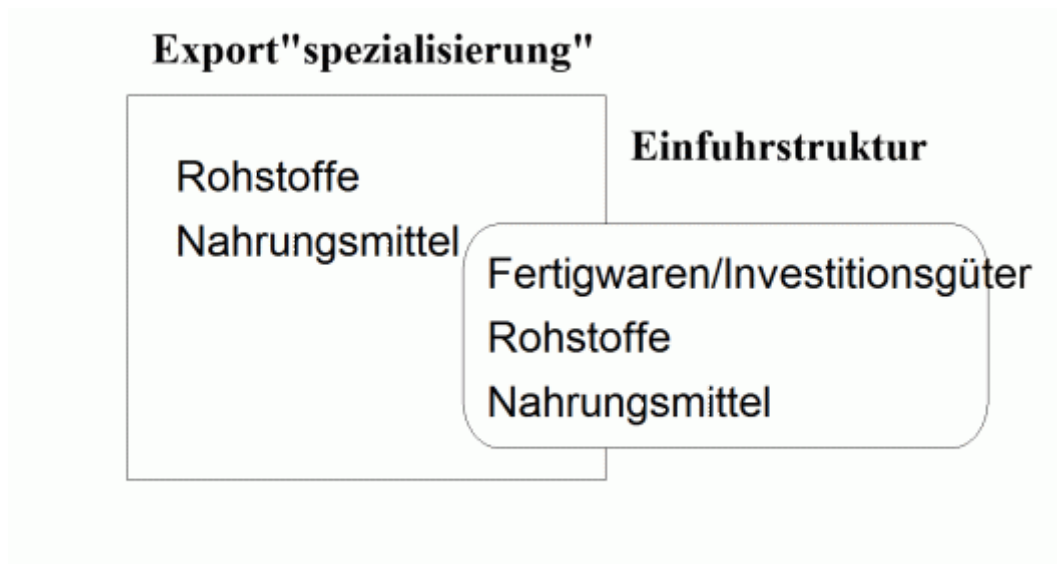 Export"spezialisierung"
Rohstoffe
Nahrungsmittel
Einfuhrstruktur
Fertigwaren/Investitionsgüter
Rohstoffe
Nahrungsmittel